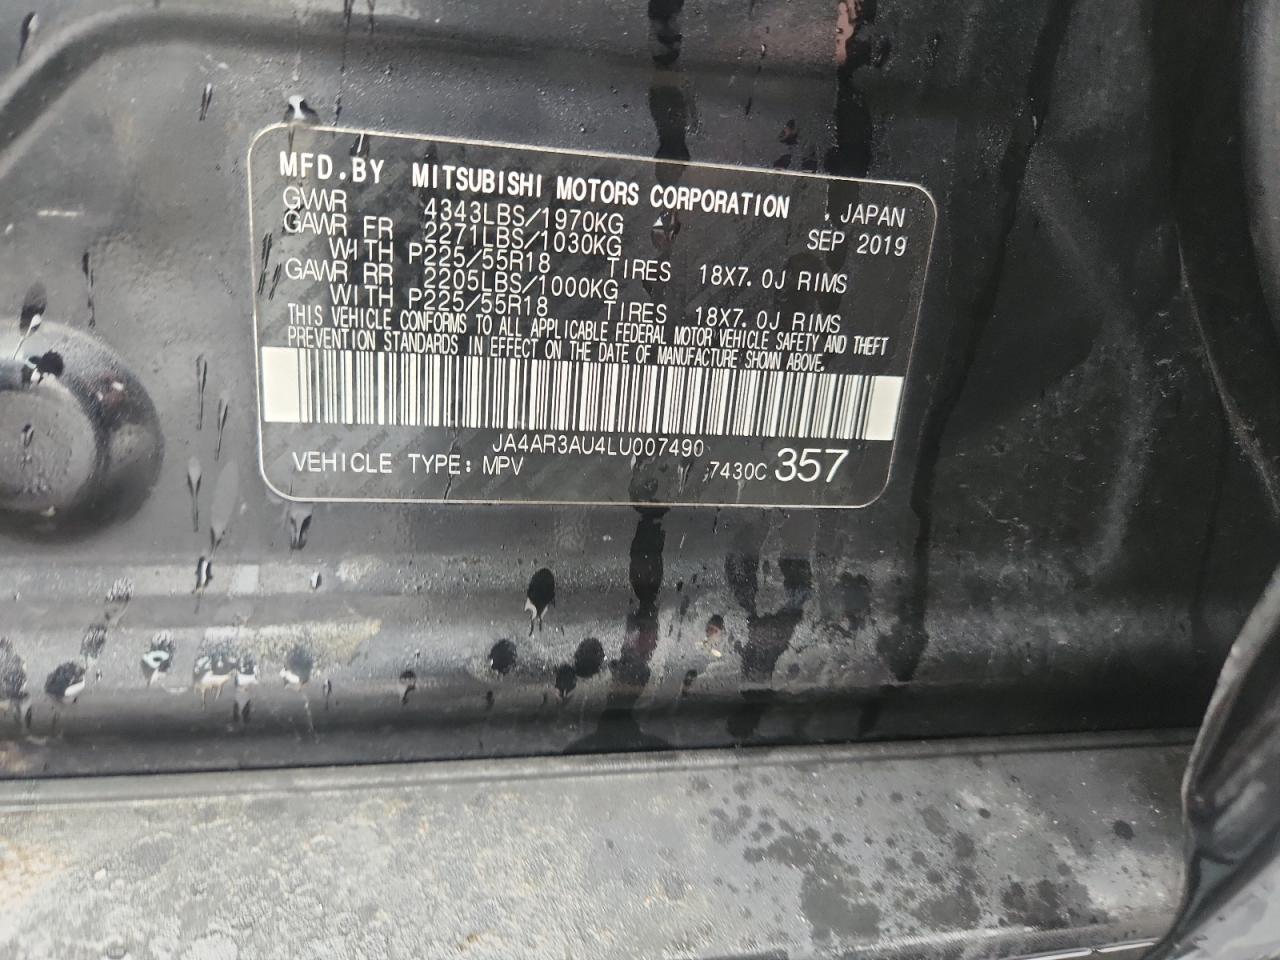 MFD.BY MITSUBISHI MOTORS CORPORATION , JAPAN
GVWR 4343LBS/1970KG SEP 2019
GAWR FR 2271LBS/1030KG
WITH P225/55R18 TIRES 18X7.0J RIMS
GAWR RR 2205LBS/1000KG
WITH P225/55R18 TIRES 18X7.0J RIMS
THIS VEHICLE CONFORMS TO ALL APPLICABLE FEDERAL MOTOR VEHICLE SAFETY AND THEFT
PREVENTION STANDARDS IN EFFECT ON THE DATE OF MANUFACTURE SHOWN ABOVE.
JA4AR3AU4LU007490
VEHICLE TYPE: MPV 7430C 357